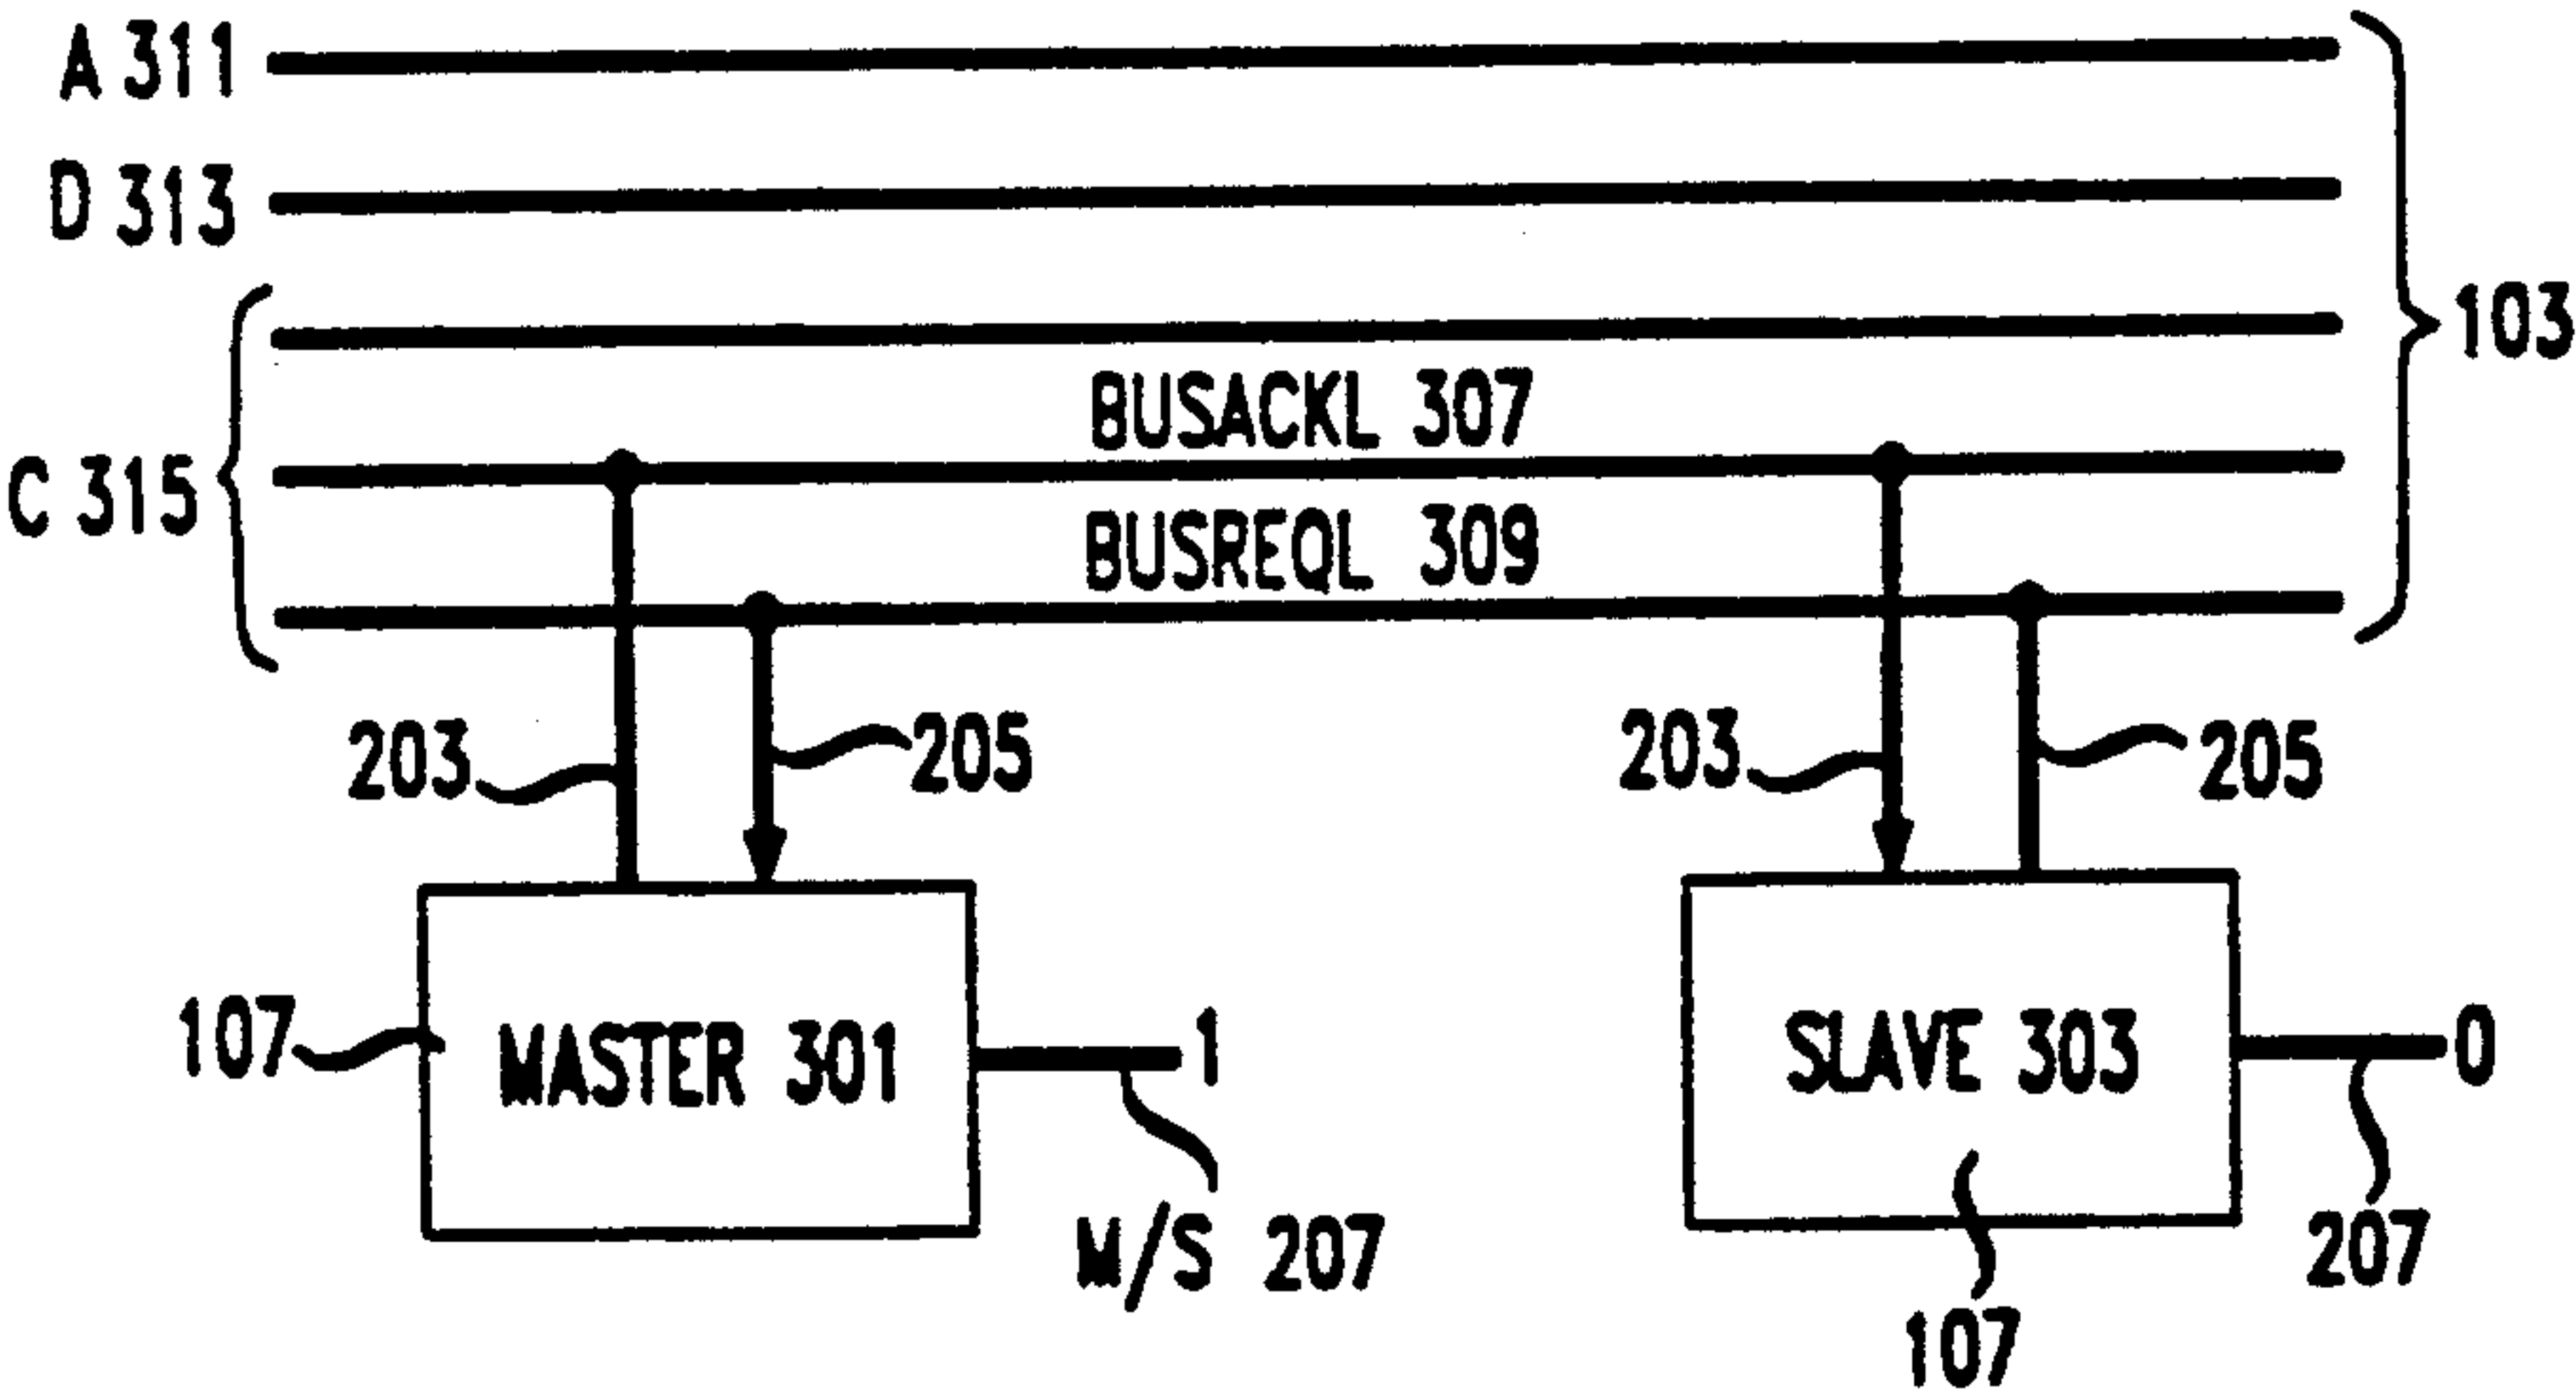 A 311
D 313
103
BUSACKL 307
C 315
BUSREQL 309
203
205
203
205
107
MASTER 301
1
SLAVE 303
0
M/S 207
207
107